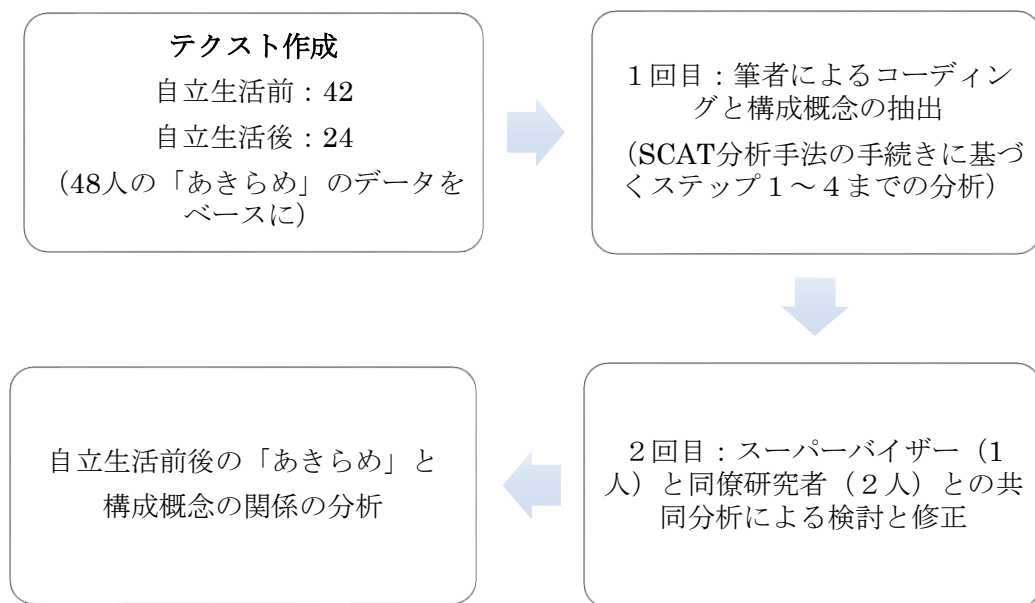 テクスト作成
自立生活前：42
自立生活後：24
（48人の「あきらめ」のデータを
ベースに）
１回目：筆者によるコーディン
グと構成概念の抽出
（SCAT分析手法の手続きに基づ
くステップ１～４までの分析）
２回目：スーパーバイザー（1
人）と同僚研究者（２人）との共
同分析による検討と修正
自立生活前後の「あきらめ」と
構成概念の関係の分析